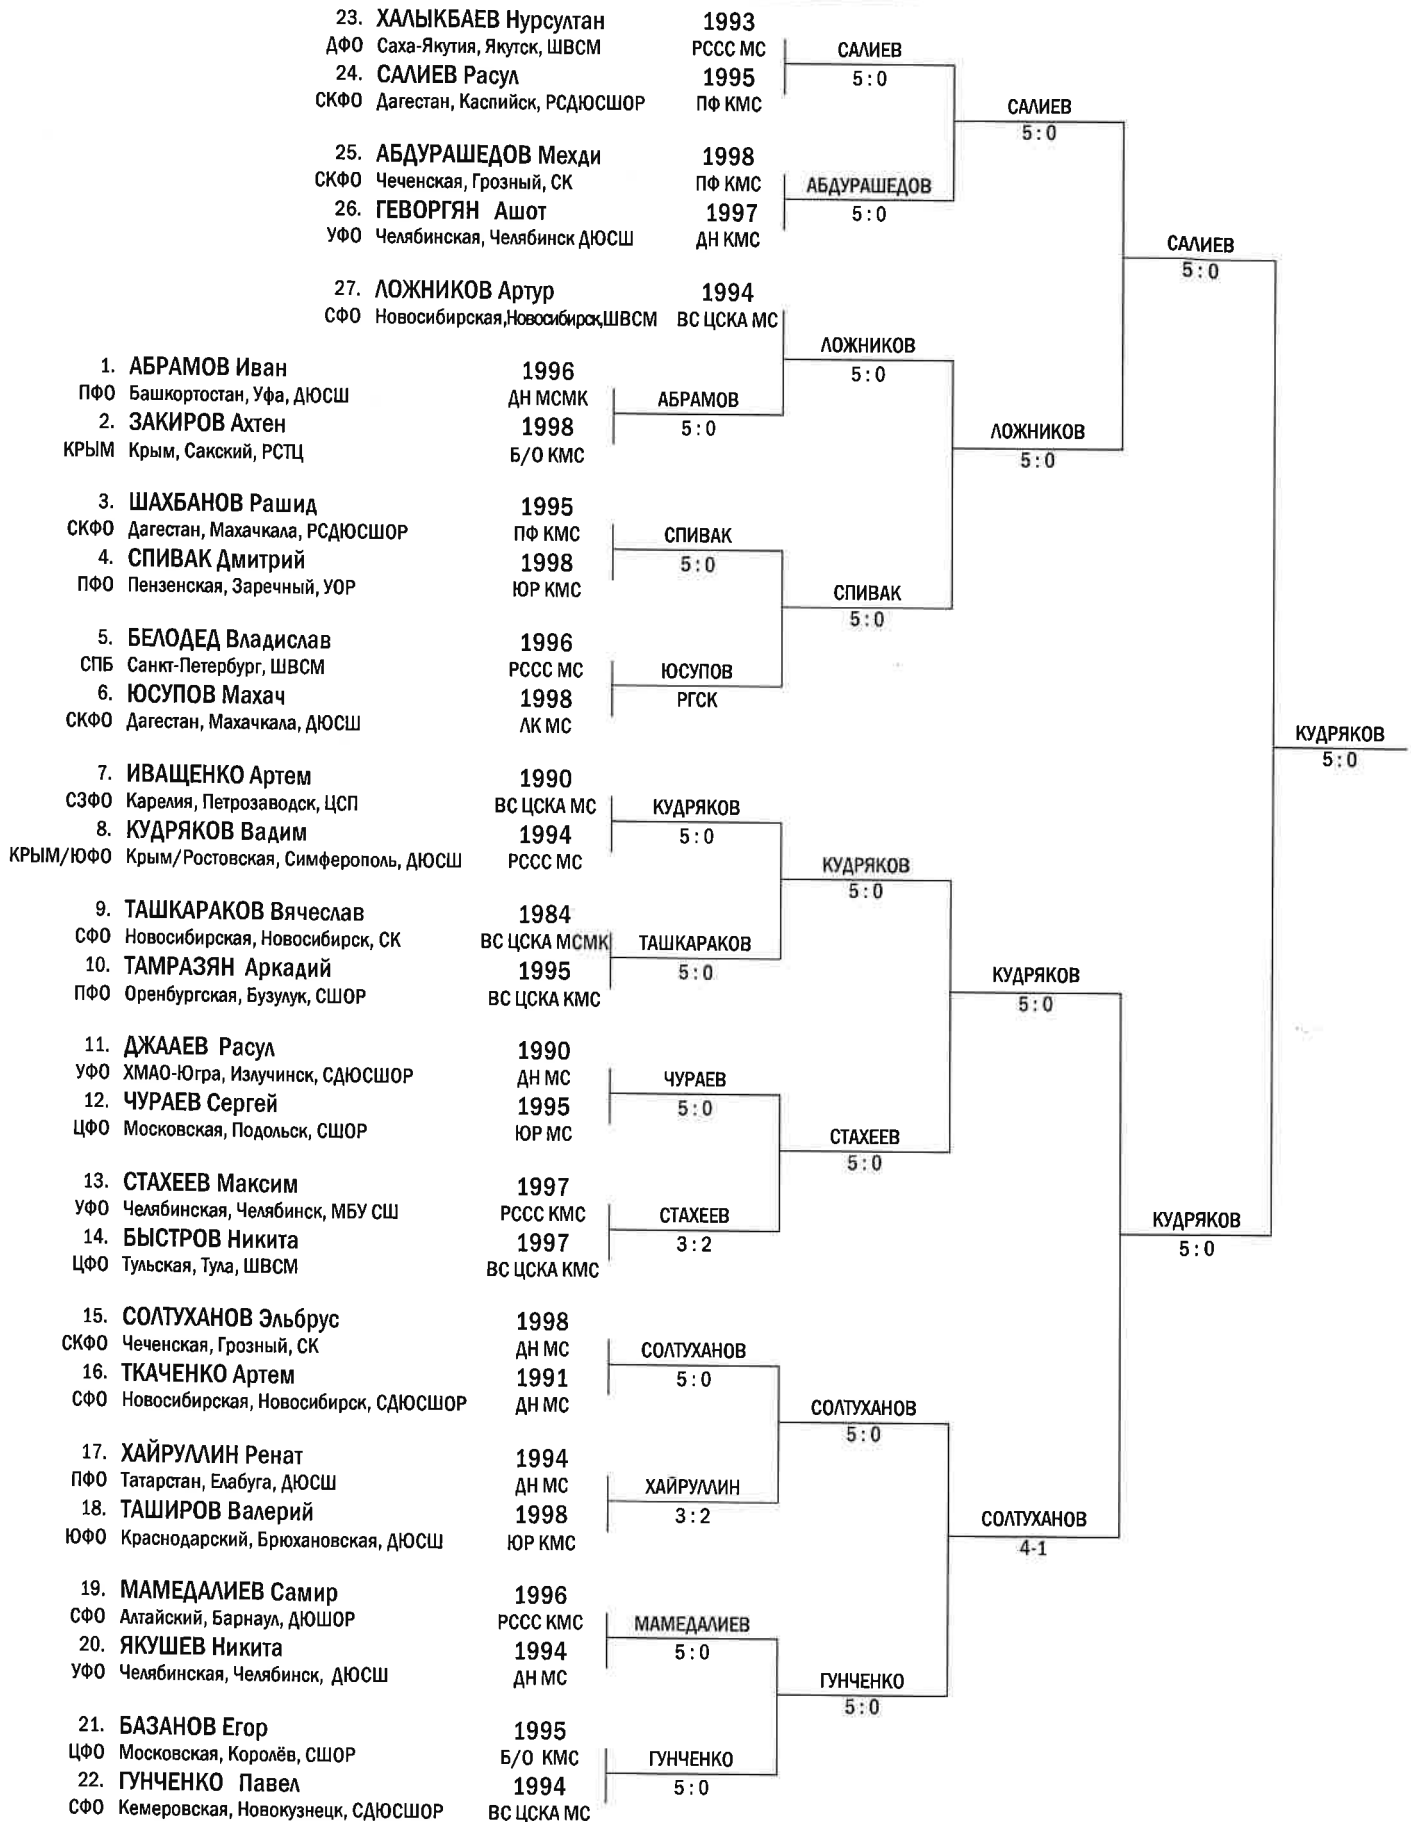 23. ХАЛЫКБАЕВ Нурсултан 1993
ДФО Саха-Якутия, Якутск, ШВСМ РССС МС САЛИЕВ
24. САЛИЕВ Расул 1995 5:0
СКФО Дагестан, Каспийск, РСДЮСШОР ПФ КМС САЛИЕВ
5:0
25. АБДУРАШЕДОВ Мехди 1998
СКФО Чеченская, Грозный, СК ПФ КМС АБДУРАШЕДОВ
26. ГЕВОРГЯН Ашот 1997 5:0
УФО Челябинская, Челябинск ДЮСШ ДН КМС САЛИЕВ
5:0
27. ЛОЖНИКОВ Артур 1994
СФО Новосибирская,Новосибирск,ШВСМ ВС ЦСКА МС
ЛОЖНИКОВ
1. АБРАМОВ Иван 1996 5:0
ПФО Башкортостан, Уфа, ДЮСШ ДН МСМК АБРАМОВ
2. ЗАКИРОВ Ахтен 1998 5:0 ЛОЖНИКОВ
КРЫМ Крым, Сакский, РСТЦ Б/О КМС 5:0
3. ШАХБАНОВ Рашид 1995
СКФО Дагестан, Махачкала, РСДЮСШОР ПФ КМС СПИВАК
4. СПИВАК Дмитрий 1998 5:0
ПФО Пензенская, Заречный, УОР ЮР КМС СПИВАК
5:0
5. БЕЛОДЕД Владислав 1996
СПБ Санкт-Петербург, ШВСМ РССС МС ЮСУПОВ
6. ЮСУПОВ Махач 1998 РГСК
СКФО Дагестан, Махачкала, ДЮСШ ЛК МС
КУДРЯКОВ
5:0
7. ИВАЩЕНКО Артем 1990
СЗФО Карелия, Петрозаводск, ЦСП ВС ЦСКА МС КУДРЯКОВ
8. КУДРЯКОВ Вадим 1994 5:0
КРЫМ/ЮФО Крым/Ростовская, Симферополь, ДЮСШ РССС МС КУДРЯКОВ
5:0
9. ТАШКАРАКОВ Вячеслав 1984
СФО Новосибирская, Новосибирск, СК ВС ЦСКА МСМК ТАШКАРАКОВ
10. ТАМРАЗЯН Аркадий 1995 5:0 КУДРЯКОВ
ПФО Оренбургская, Бузулук, СШОР ВС ЦСКА КМС 5:0
11. ДЖААЕВ Расул 1990
УФО ХМАО-Югра, Излучинск, СДЮСШОР ДН МС ЧУРАЕВ
12. ЧУРАЕВ Сергей 1995 5:0
ЦФО Московская, Подольск, СШОР ЮР МС СТАХЕЕВ
5:0
13. СТАХЕЕВ Максим 1997
УФО Челябинская, Челябинск, МБУ СШ РССС КМС СТАХЕЕВ КУДРЯКОВ
14. БЫСТРОВ Никита 1997 3:2 5:0
ЦФО Тульская, Тула, ШВСМ ВС ЦСКА КМС
15. СОЛТУХАНОВ Эльбрус 1998
СКФО Чеченская, Грозный, СК ДН МС СОЛТУХАНОВ
16. ТКАЧЕНКО Артем 1991 5:0
СФО Новосибирская, Новосибирск, СДЮСШОР ДН МС СОЛТУХАНОВ
5:0
17. ХАЙРУЛЛИН Ренат 1994
ПФО Татарстан, Елабуга, ДЮСШ ДН МС ХАЙРУЛЛИН
18. ТАШИРОВ Валерий 1998 3:2 СОЛТУХАНОВ
ЮФО Краснодарский, Брюхановская, ДЮСШ ЮР КМС 4-1
19. МАМЕДАЛИЕВ Самир 1996
СФО Алтайский, Барнаул, ДЮШОР РССС КМС МАМЕДАЛИЕВ
20. ЯКУШЕВ Никита 1994 5:0
УФО Челябинская, Челябинск, ДЮСШ ДН МС ГУНЧЕНКО
5:0
21. БАЗАНОВ Егор 1995
ЦФО Московская, Королёв, СШОР Б/О КМС ГУНЧЕНКО
22. ГУНЧЕНКО Павел 1994 5:0
СФО Кемеровская, Новокузнецк, СДЮСШОР ВС ЦСКА МС